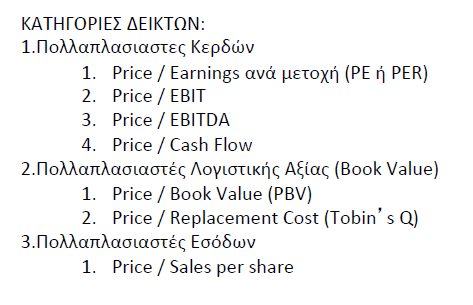 ΚΑΤΗΓΟΡΙΕΣ ΔΕΙΚΤΩΝ:
1.Πολλαπλασιαστες Κερδών
1. Price / Earnings ανά μετοχή (PE ή PER)
2. Price / EBIT
3. Price / EBITDA
4. Price / Cash Flow
2.Πολλαπλασιαστές Λογιστικής Αξίας (Book Value)
1. Price / Book Value (PBV)
2. Price / Replacement Cost (Tobin’s Q)
3.Πολλαπλασιαστές Εσόδων
1. Price / Sales per share